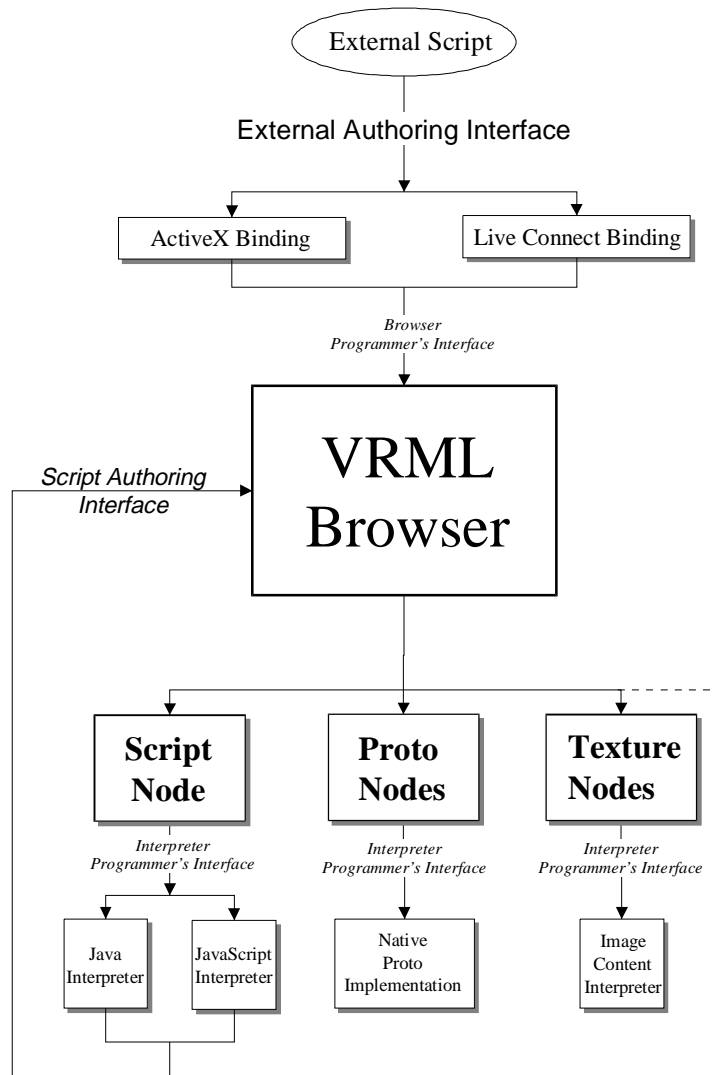 External Script
External Authoring Interface
ActiveX Binding
Live Connect Binding
Browser
Programmer's Interface
VRML
Browser
Script Authoring
Interface
Script
Node
Proto
Nodes
Texture
Nodes
Interpreter
Programmer's Interface
Interpreter
Programmer's Interface
Interpreter
Programmer's Interface
Java
Interpreter
JavaScript
Interpreter
Native
Proto
Implementation
Image
Content
Interpreter